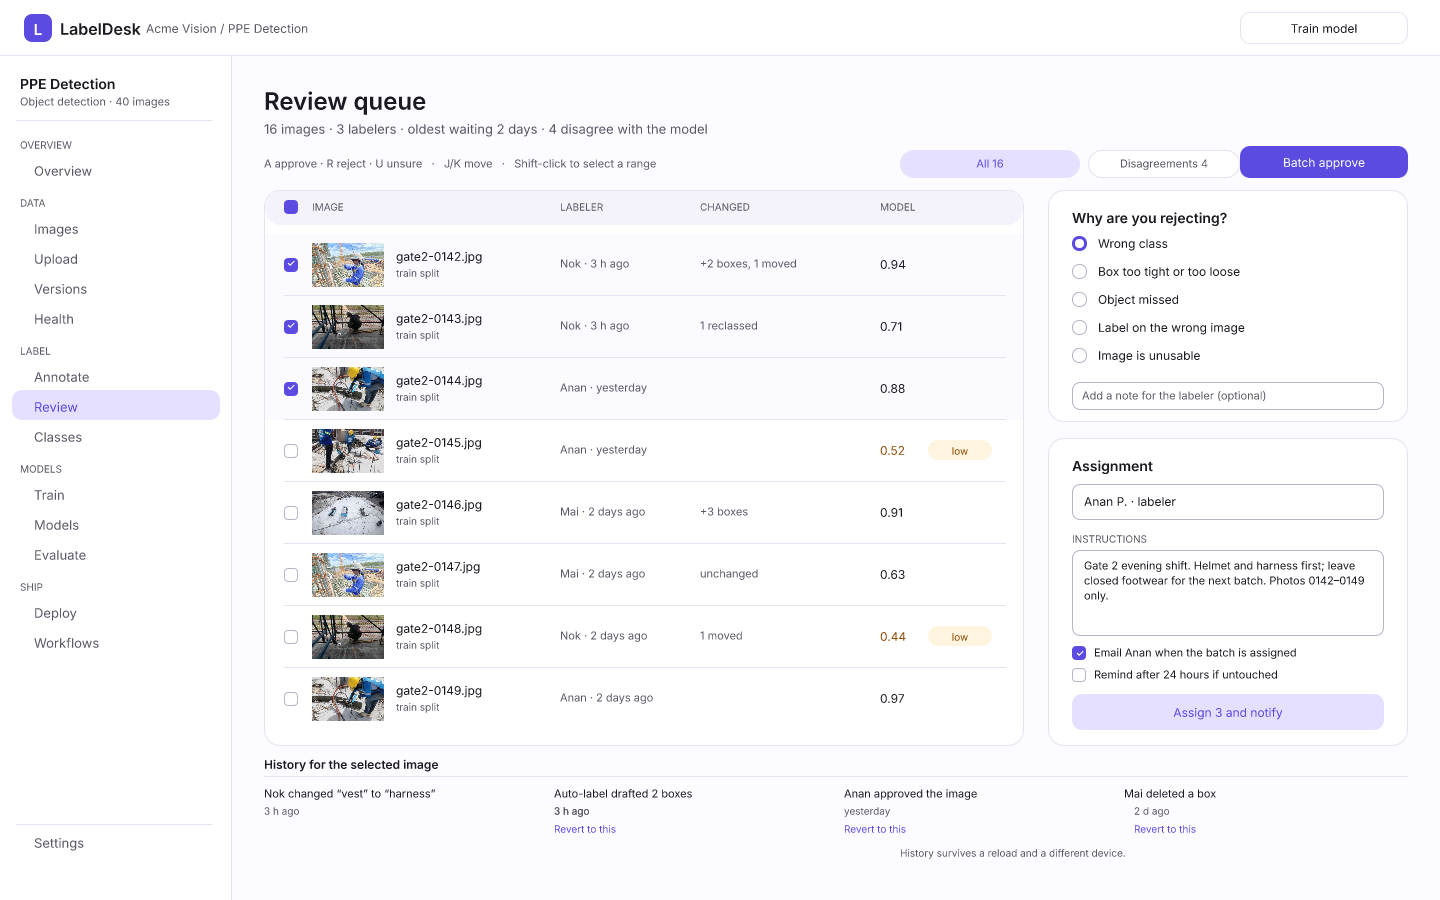 L LabelDesk Acme Vision / PPE Detection
Train model
PPE Detection
Object detection · 40 images
OVERVIEW
Overview
DATA
Images
Upload
Versions
Health
LABEL
Annotate
Review
Classes
MODELS
Train
Models
Evaluate
SHIP
Deploy
Workflows
Settings
Review queue
16 images · 3 labelers · oldest waiting 2 days · 4 disagree with the model
A approve · R reject · U unsure · J/K move · Shift-click to select a range
All 16
Disagreements 4
Batch approve
IMAGE LABELER CHANGED MODEL
gate2-0142.jpg
train split
Nok · 3 h ago
+2 boxes, 1 moved
0.94
gate2-0143.jpg
train split
Nok · 3 h ago
1 reclassed
0.71
gate2-0144.jpg
train split
Anan · yesterday
0.88
gate2-0145.jpg
train split
Anan · yesterday
0.52
low
gate2-0146.jpg
train split
Mai · 2 days ago
+3 boxes
0.91
gate2-0147.jpg
train split
Mai · 2 days ago
unchanged
0.63
gate2-0148.jpg
train split
Nok · 2 days ago
1 moved
0.44
low
gate2-0149.jpg
train split
Anan · 2 days ago
0.97
Why are you rejecting?
Wrong class
Box too tight or too loose
Object missed
Label on the wrong image
Image is unusable
Add a note for the labeler (optional)
Assignment
Anan P. · labeler
INSTRUCTIONS
Gate 2 evening shift. Helmet and harness first; leave
closed footwear for the next batch. Photos 0142–0149
only.
Email Anan when the batch is assigned
Remind after 24 hours if untouched
Assign 3 and notify
History for the selected image
Nok changed “vest” to “harness”
3 h ago
Auto-label drafted 2 boxes
3 h ago
Revert to this
Anan approved the image
yesterday
Revert to this
Mai deleted a box
2 d ago
Revert to this
History survives a reload and a different device.